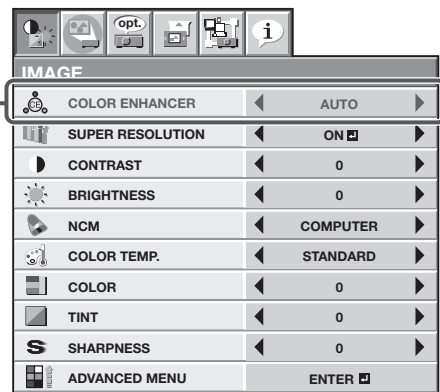 opt.
i
IMAGE
CE COLOR ENHANCER AUTO
SUPER RESOLUTION ON
CONTRAST 0
BRIGHTNESS 0
NCM COMPUTER
COLOR TEMP. STANDARD
COLOR 0
TINT 0
S SHARPNESS 0
ADVANCED MENU ENTER